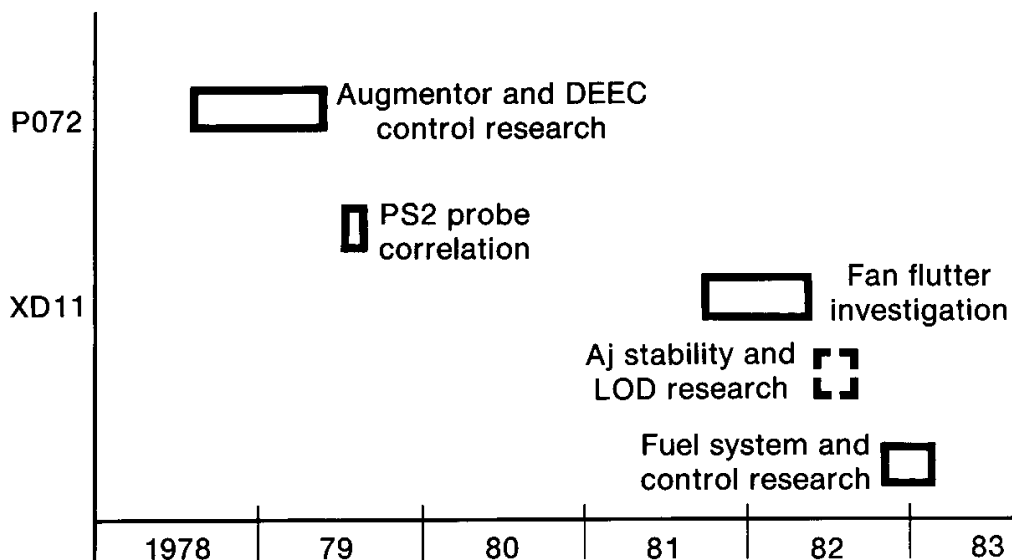 P072
Augmentor and DEEC
control research
PS2 probe
correlation
XD11
Fan flutter
investigation
Aj stability and
LOD research
Fuel system and
control research
1978 79 80 81 82 83